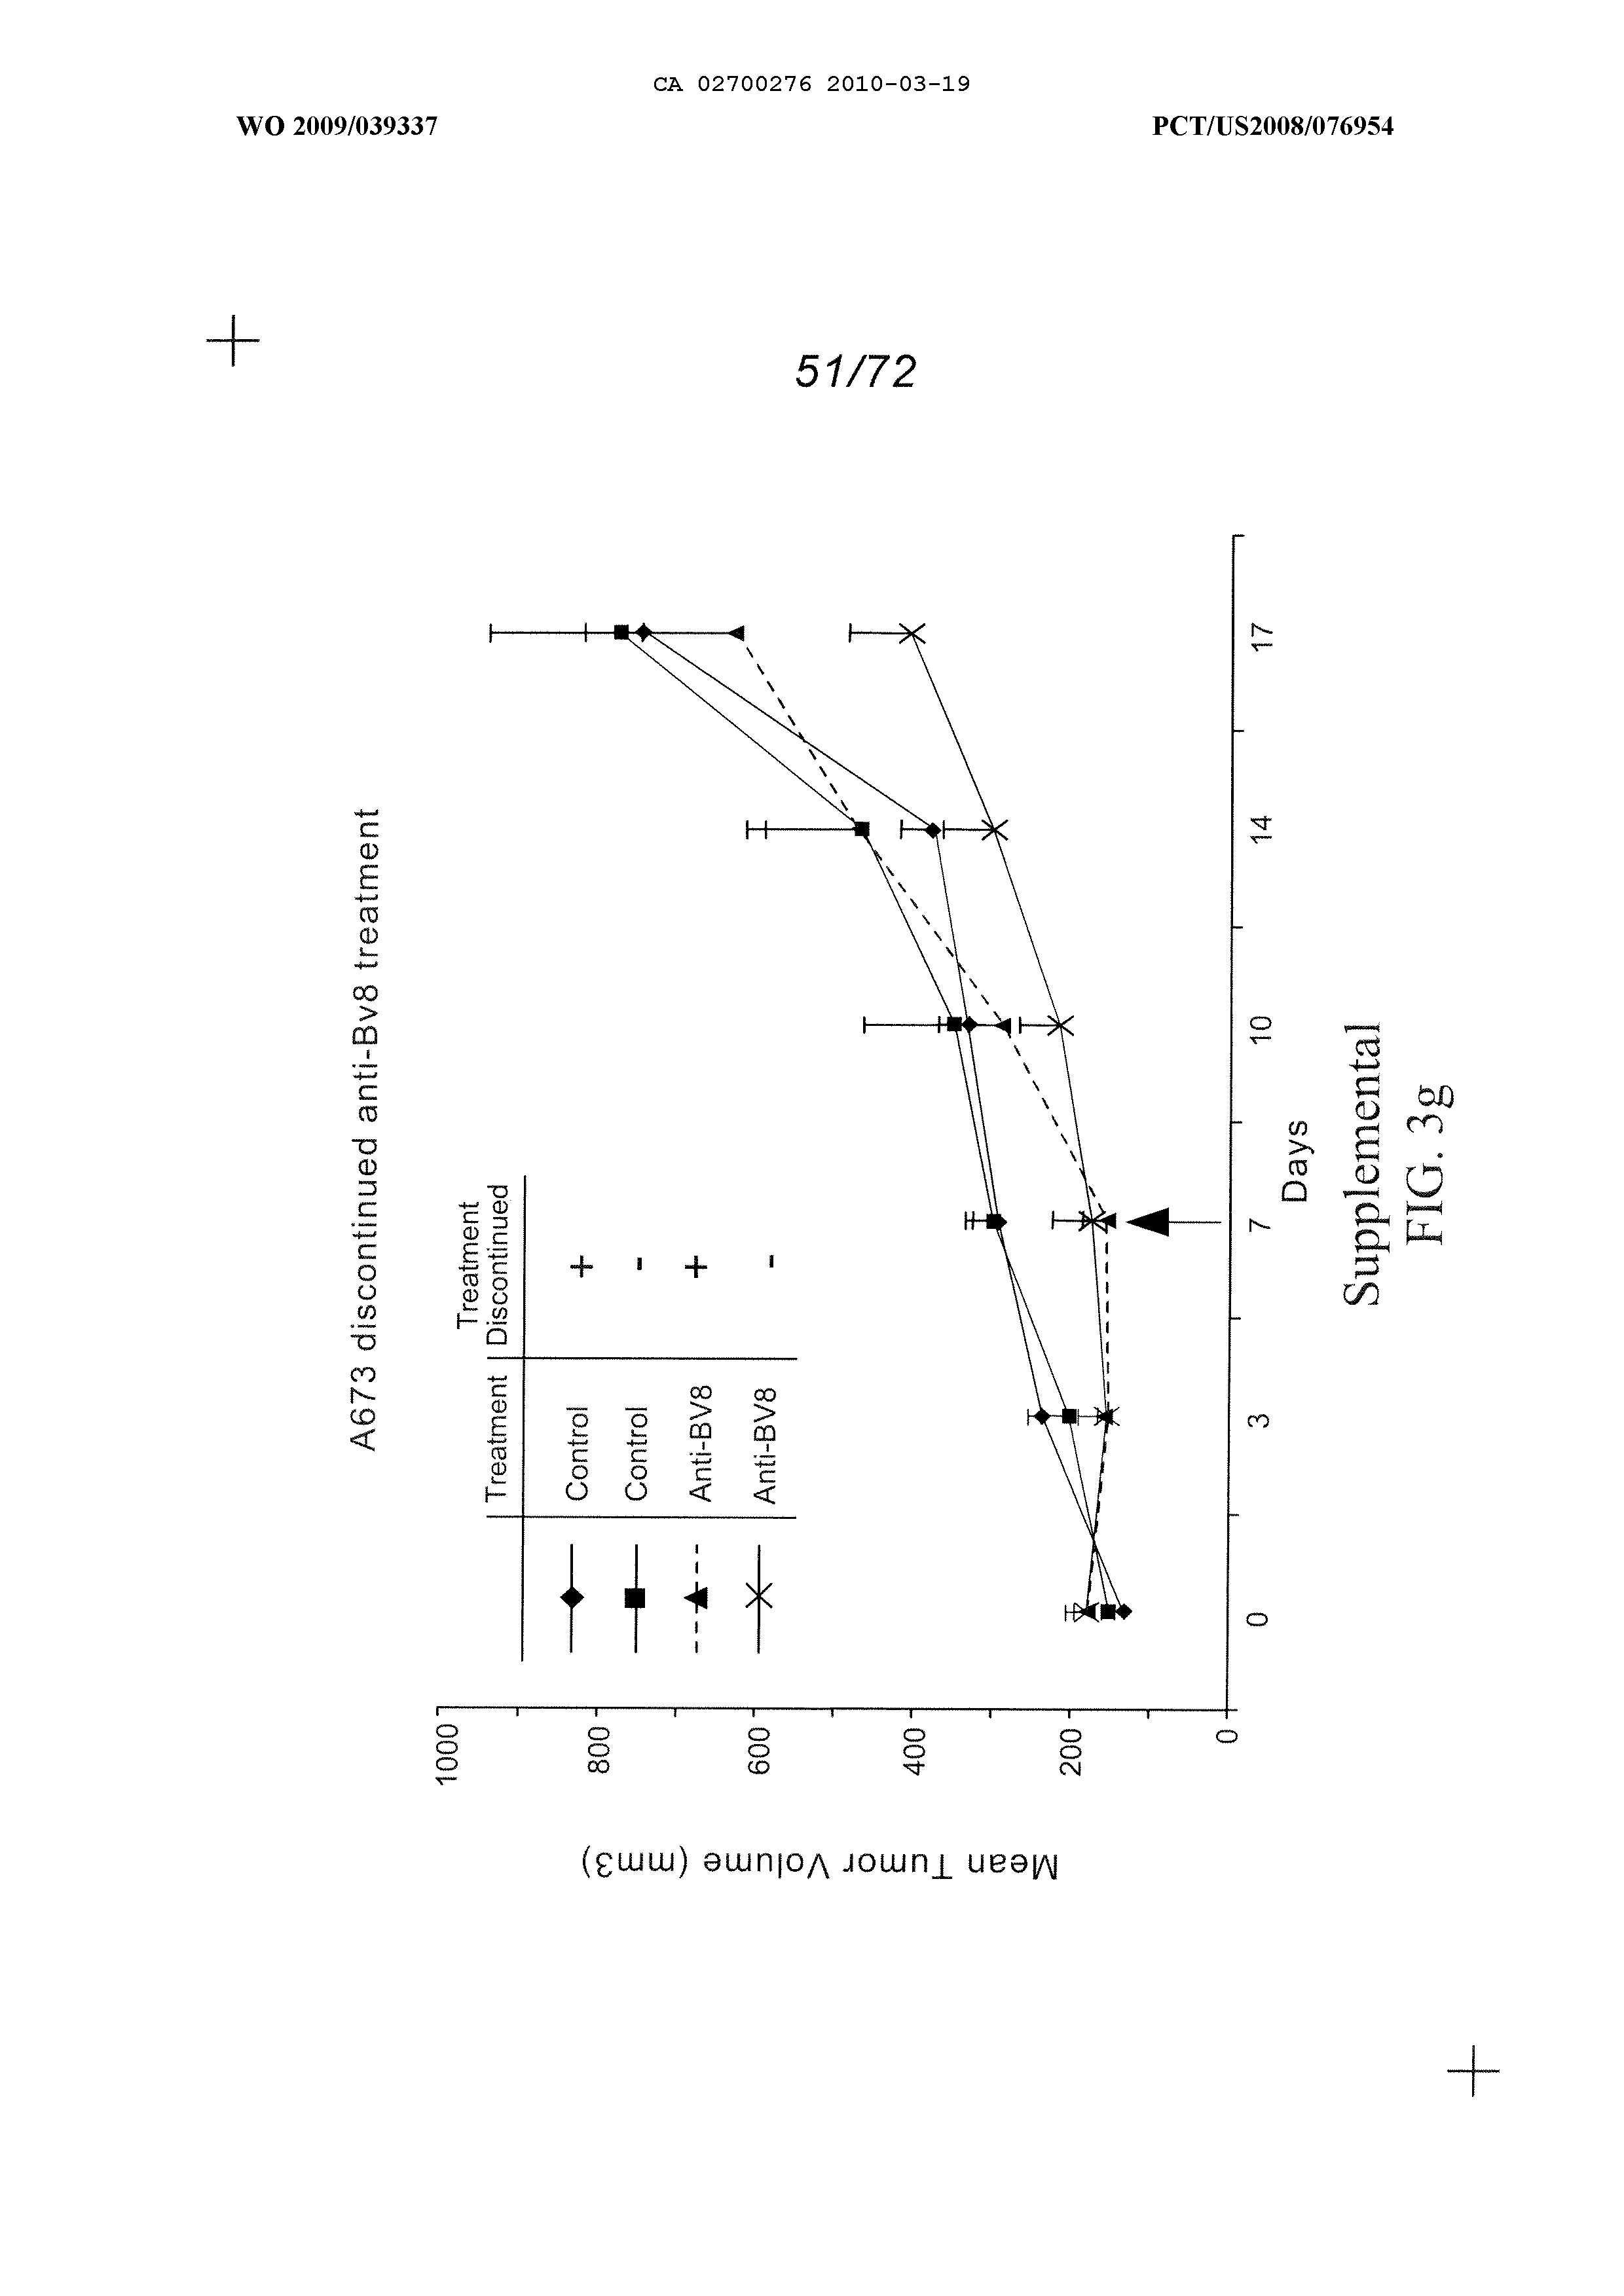 CA 02700276 2010-03-19
WO 2009/039337
PCT/US2008/076954
51/72
A673 discontinued anti-Bv8 treatment
Treatment
Treatment Discontinued
Control +
Control -
Anti-BV8 +
Anti-BV8 -
1000
800
600
400
200
0
Mean Tumor Volume (mm3)
0 3 7 10 14 17
Days
Supplemental
FIG. 3g